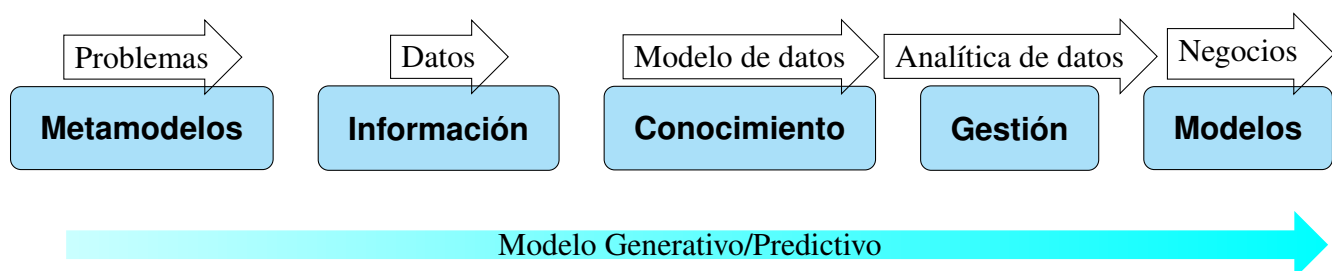 Problemas
Datos
Modelo de datos
Analítica de datos
Negocios
Metamodelos
Información
Conocimiento
Gestión
Modelos
Modelo Generativo/Predictivo